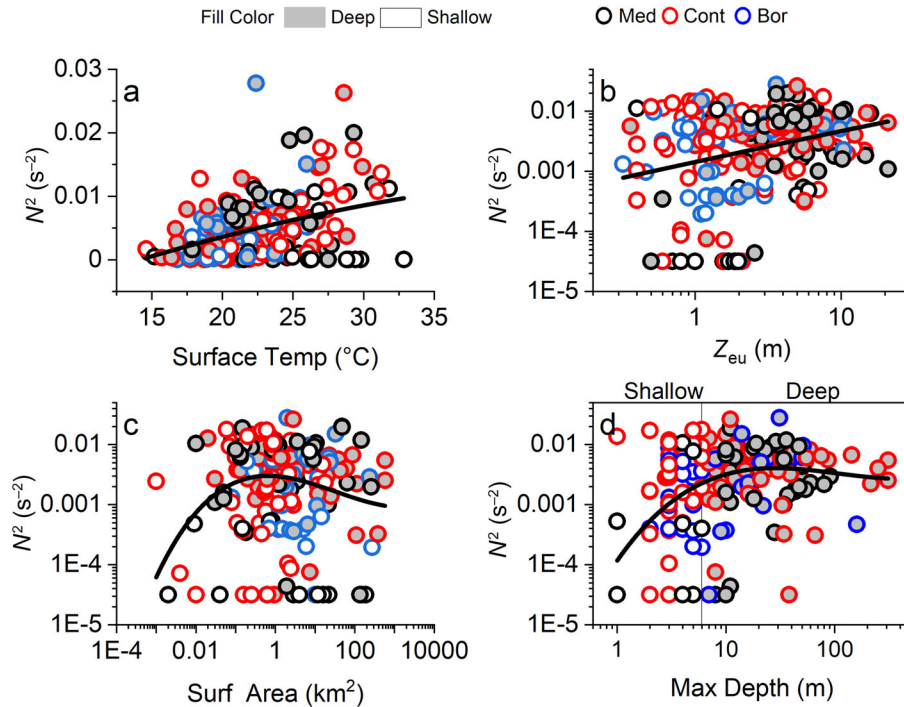 Fill Color Deep Shallow Med Cont Bor
a
N² (s⁻²)
0.03
0.02
0.01
0
15 20 25 30 35
Surface Temp (°C)
b
N² (s⁻²)
0.01
0.001
1E-4
1E-5
1 10
Zeu (m)
c
N² (s⁻²)
0.01
0.001
1E-4
1E-5
1E-4 0.01 1 100 10000
Surf Area (km²)
Shallow Deep
d
N² (s⁻²)
0.01
0.001
1E-4
1E-5
1 10 100
Max Depth (m)